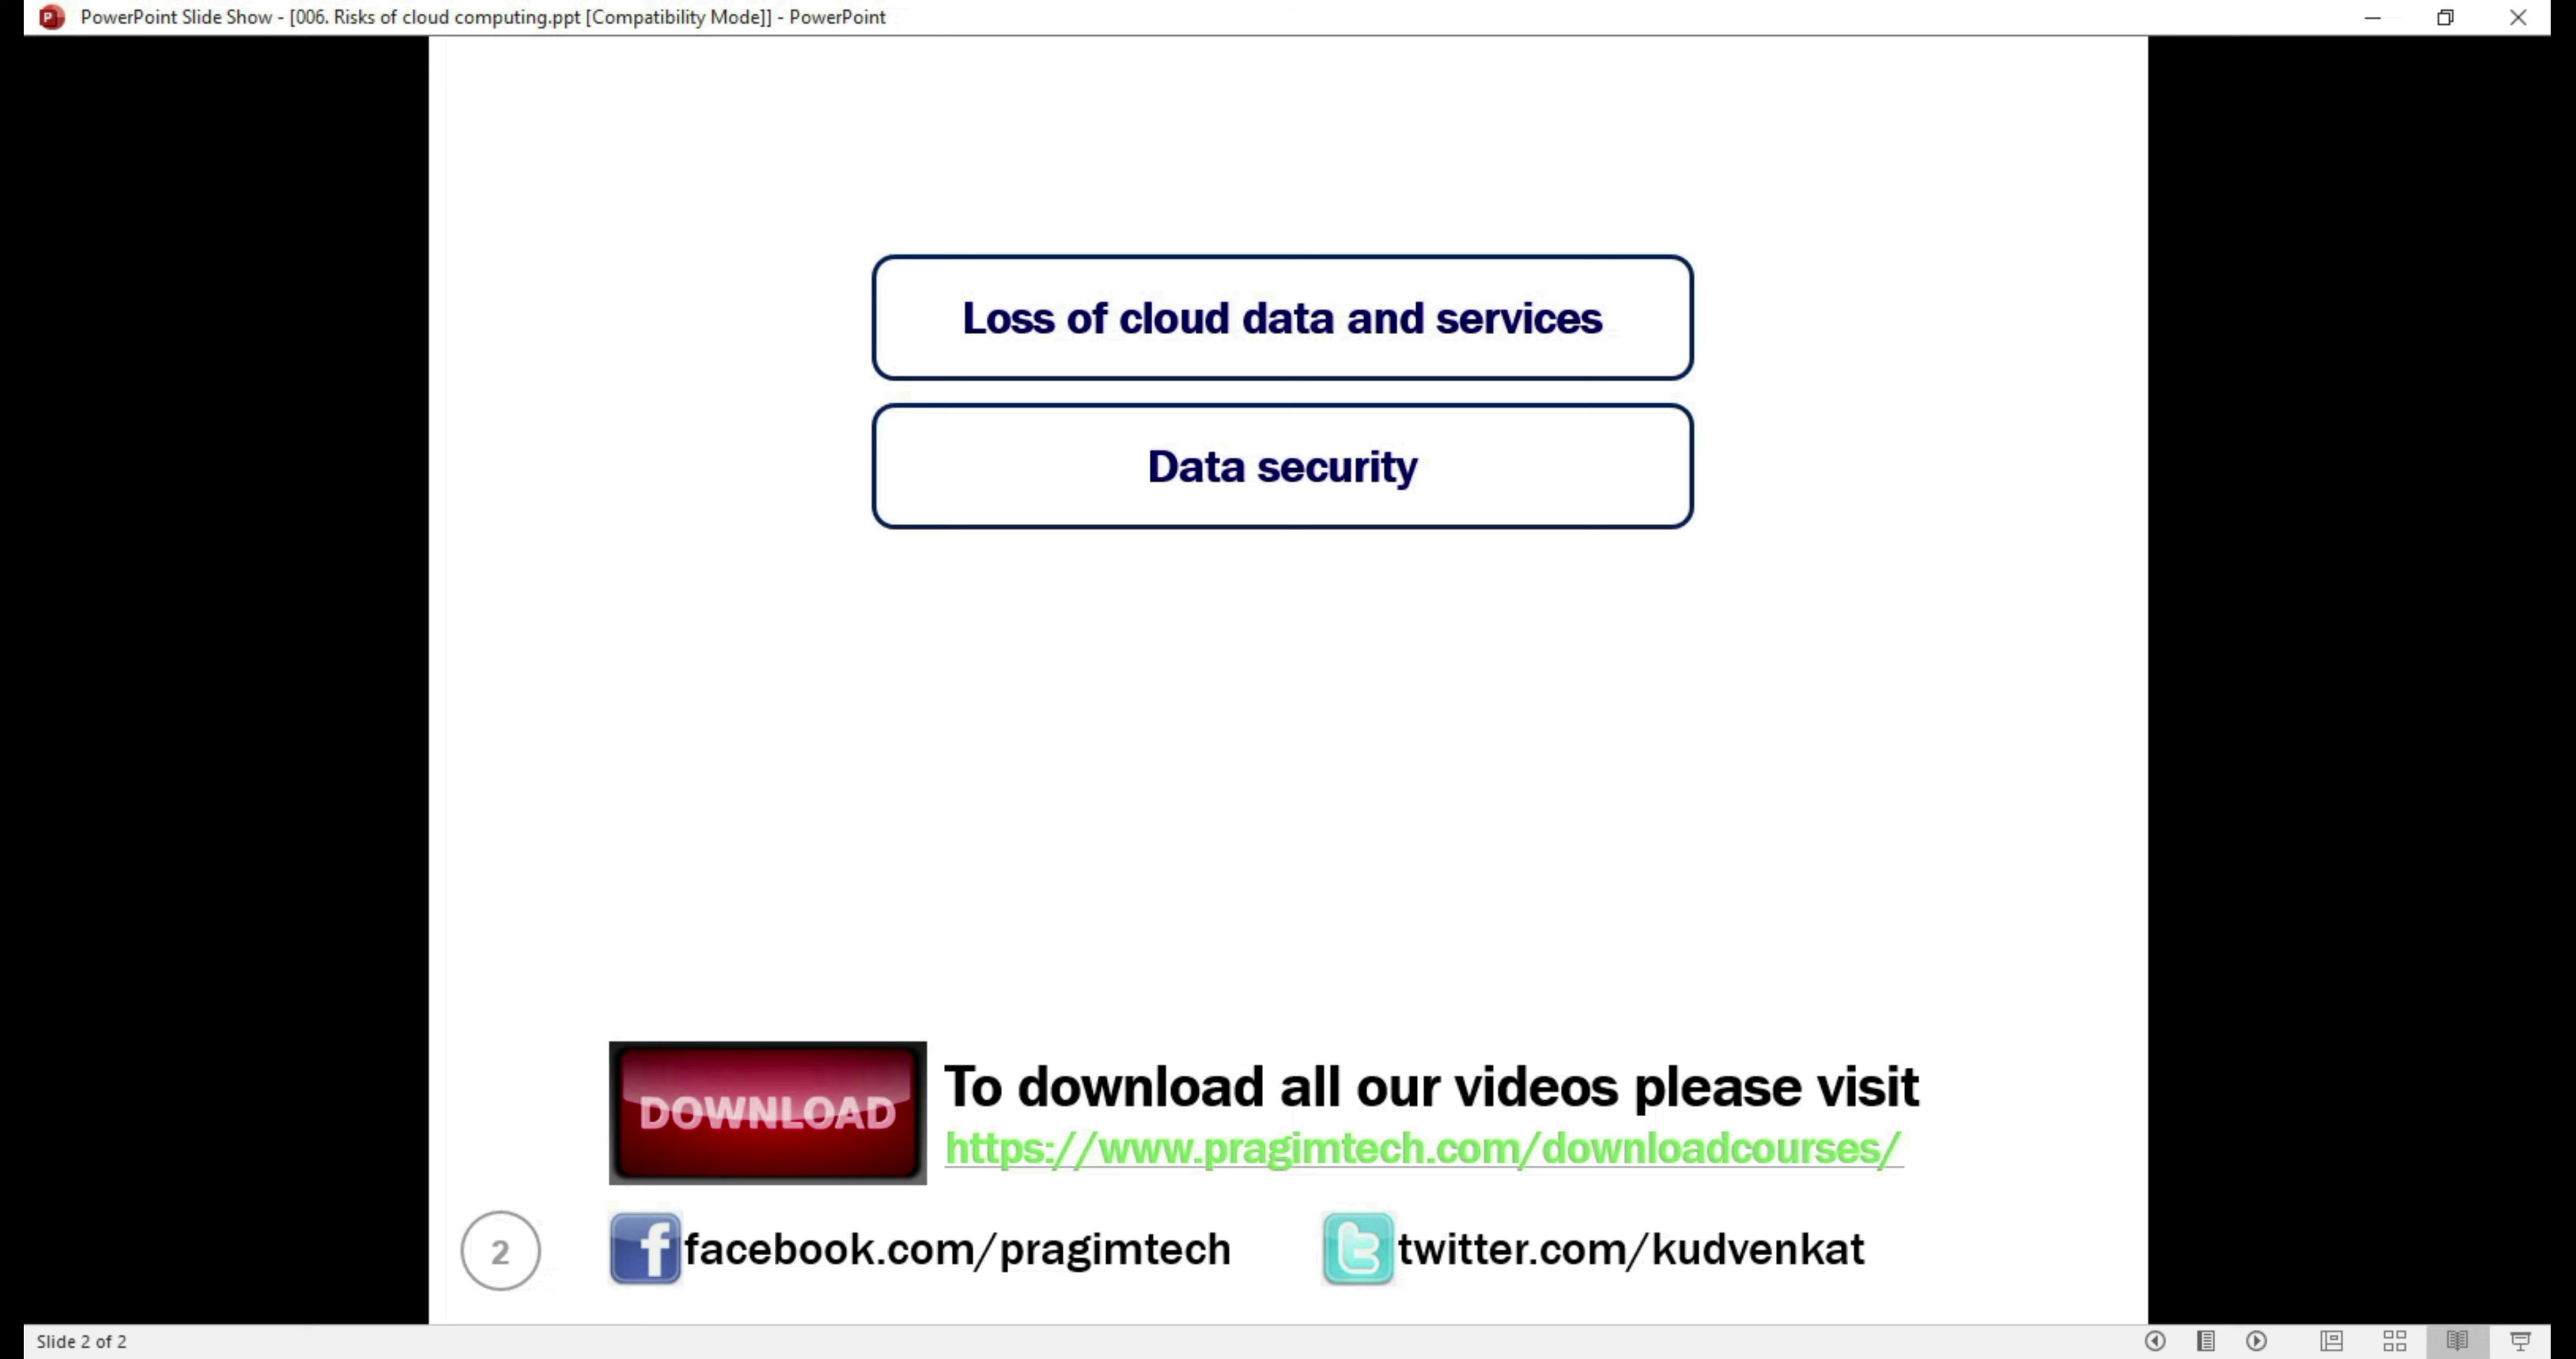 PowerPoint Slide Show - [006. Risks of cloud computing.ppt [Compatibility Mode]] - PowerPoint
Loss of cloud data and services
Data security
DOWNLOAD
To download all our videos please visit
https://www.pragimtech.com/downloadcourses/
2
facebook.com/pragimtech
twitter.com/kudvenkat
Slide 2 of 2